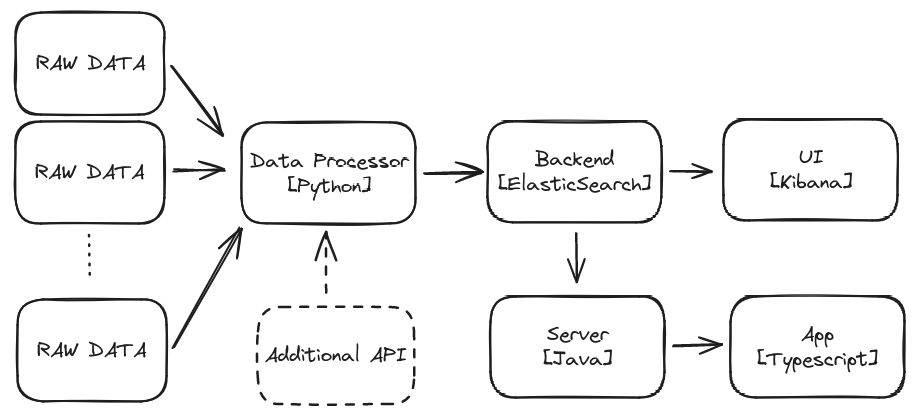 RAW DATA
RAW DATA
RAW DATA
Data Processor
[Python]
Additional API
Backend
[ElasticSearch]
UI
[Kibana]
Server
[Java]
App
[Typescript]